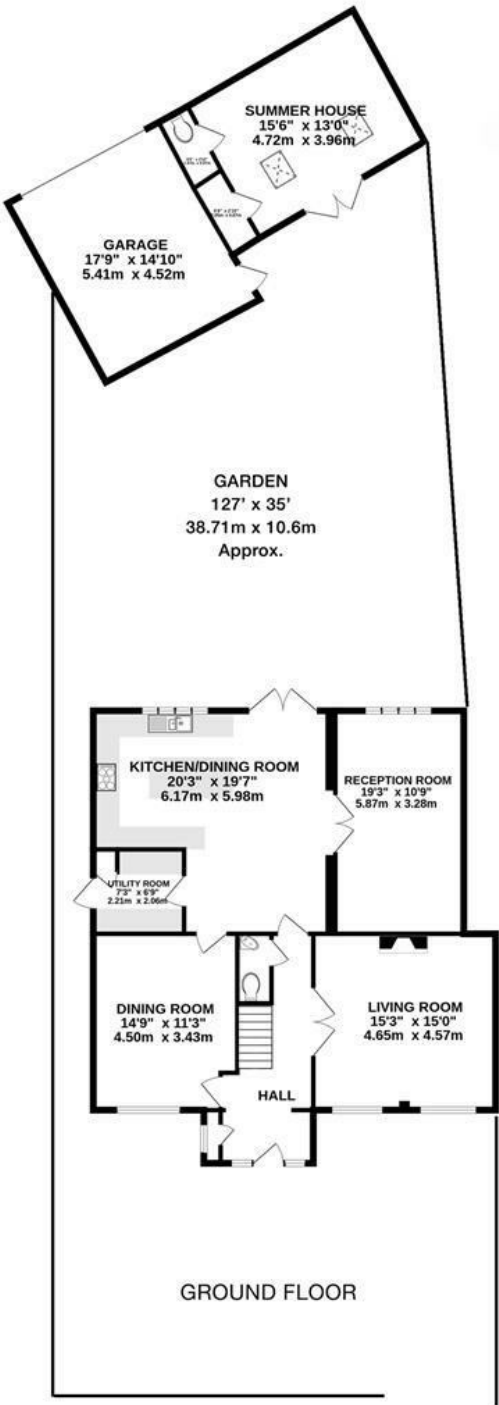 SUMMER HOUSE
15'6" x 13'0"
4.72m x 3.96m
GARAGE
17'9" x 14'10"
5.41m x 4.52m
GARDEN
127' x 35'
38.71m x 10.6m
Approx.
KITCHEN/DINING ROOM
20'3" x 19'7"
6.17m x 5.98m
RECEPTION ROOM
19'3" x 10'9"
5.87m x 3.28m
UTILITY ROOM
7'3" x 6'9"
2.21m x 2.06m
DINING ROOM
14'9" x 11'3"
4.50m x 3.43m
LIVING ROOM
15'3" x 15'0"
4.65m x 4.57m
HALL
GROUND FLOOR